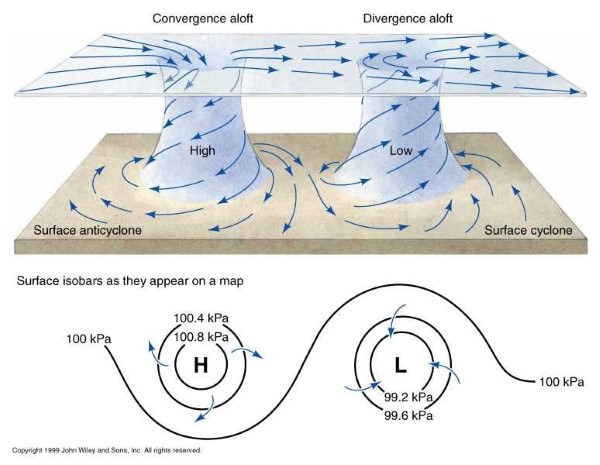 Convergence aloft
Divergence aloft
High
Low
Surface anticyclone
Surface cyclone
Surface isobars as they appear on a map
100 kPa
100.4 kPa
100.8 kPa
H
L
99.2 kPa
99.6 kPa
100 kPa
Copyright 1999 John Wiley and Sons, Inc. All rights reserved.